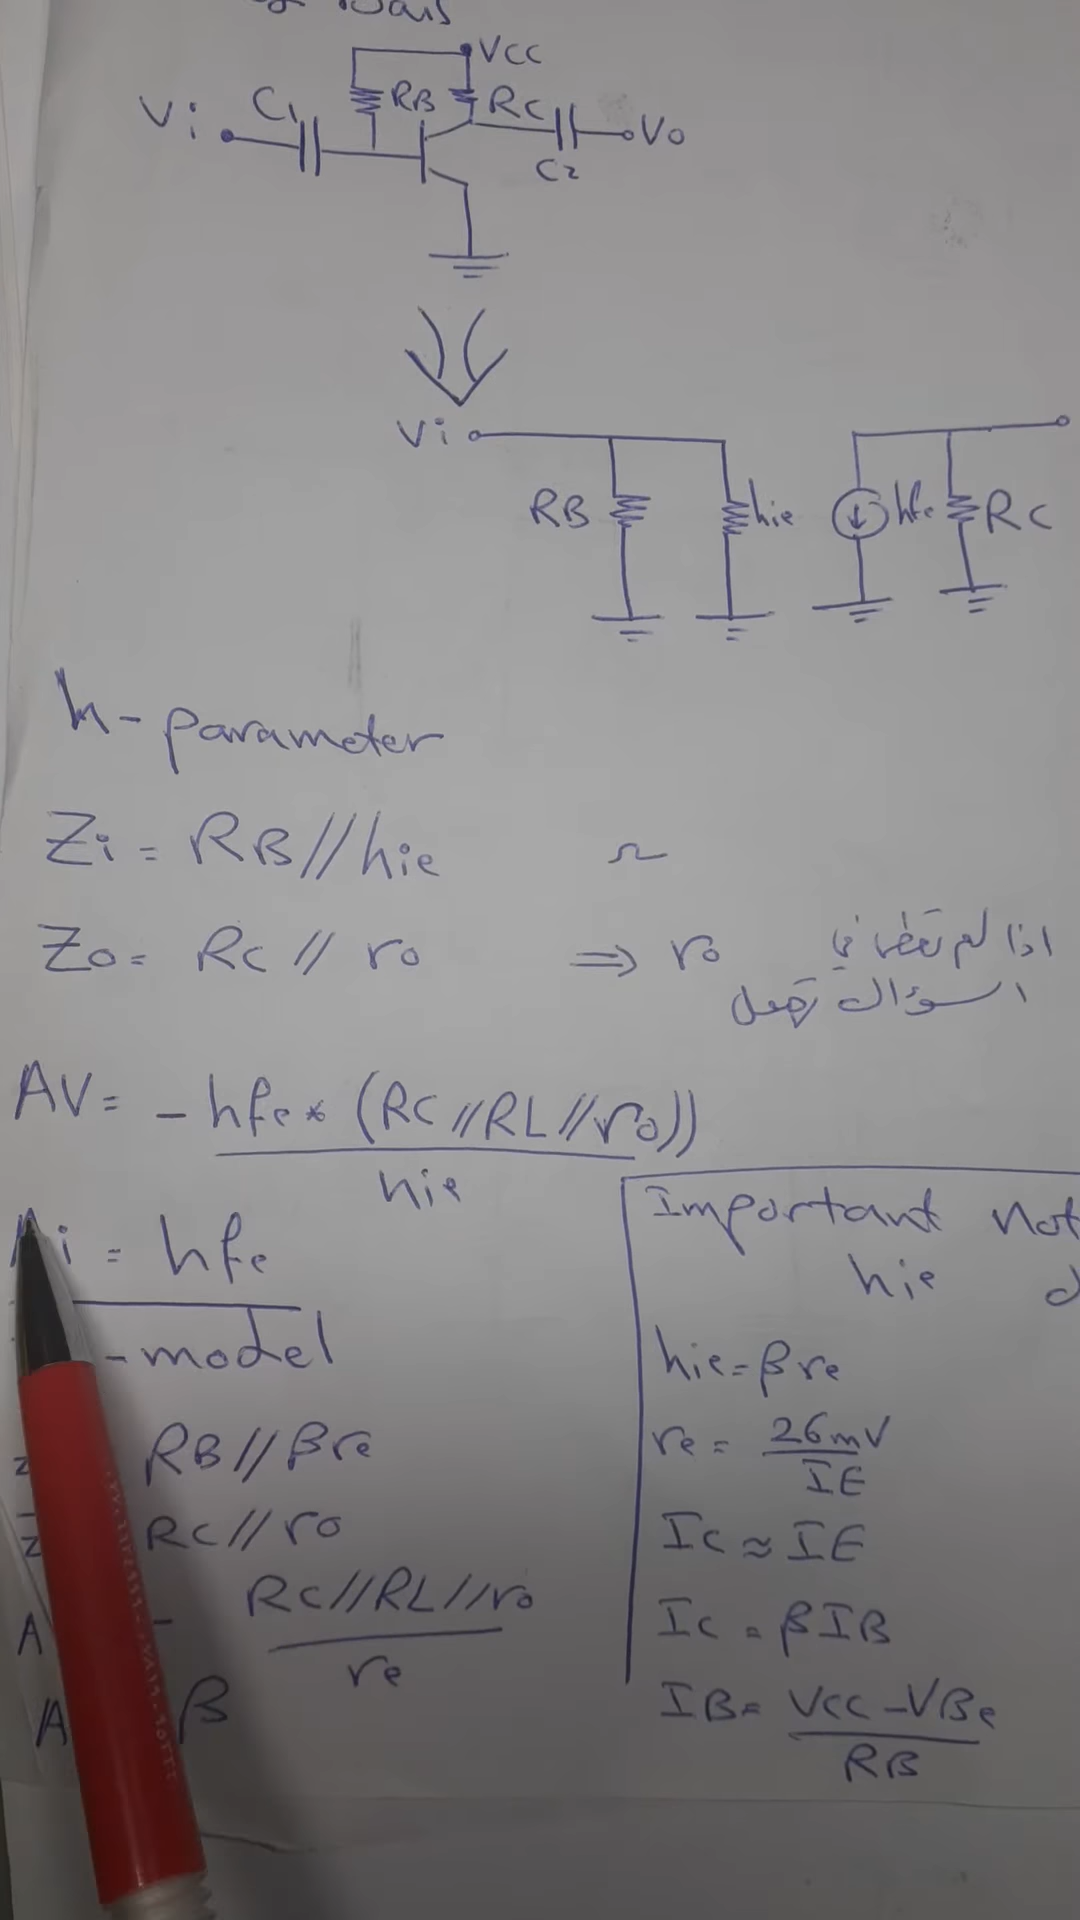 Vcc
RB
RC
Vi
C1
C2
Vo
Vi
RB
hie
hfe
RC
h-parameter
Zi = RB//hie
Zo = Rc // ro ⇒ ro اذا لم تعطى في
السؤال تهمل
AV = - hfe * (RC//RL//ro))
hie
Ai = hfe
-model
RB//βre
RC//ro
RC//RL//ro
re
β
Important not
hie
hie = βre
re = 26mV
IE
Ic ≈ IE
Ic = βIB
IB = Vcc - VBe
RB